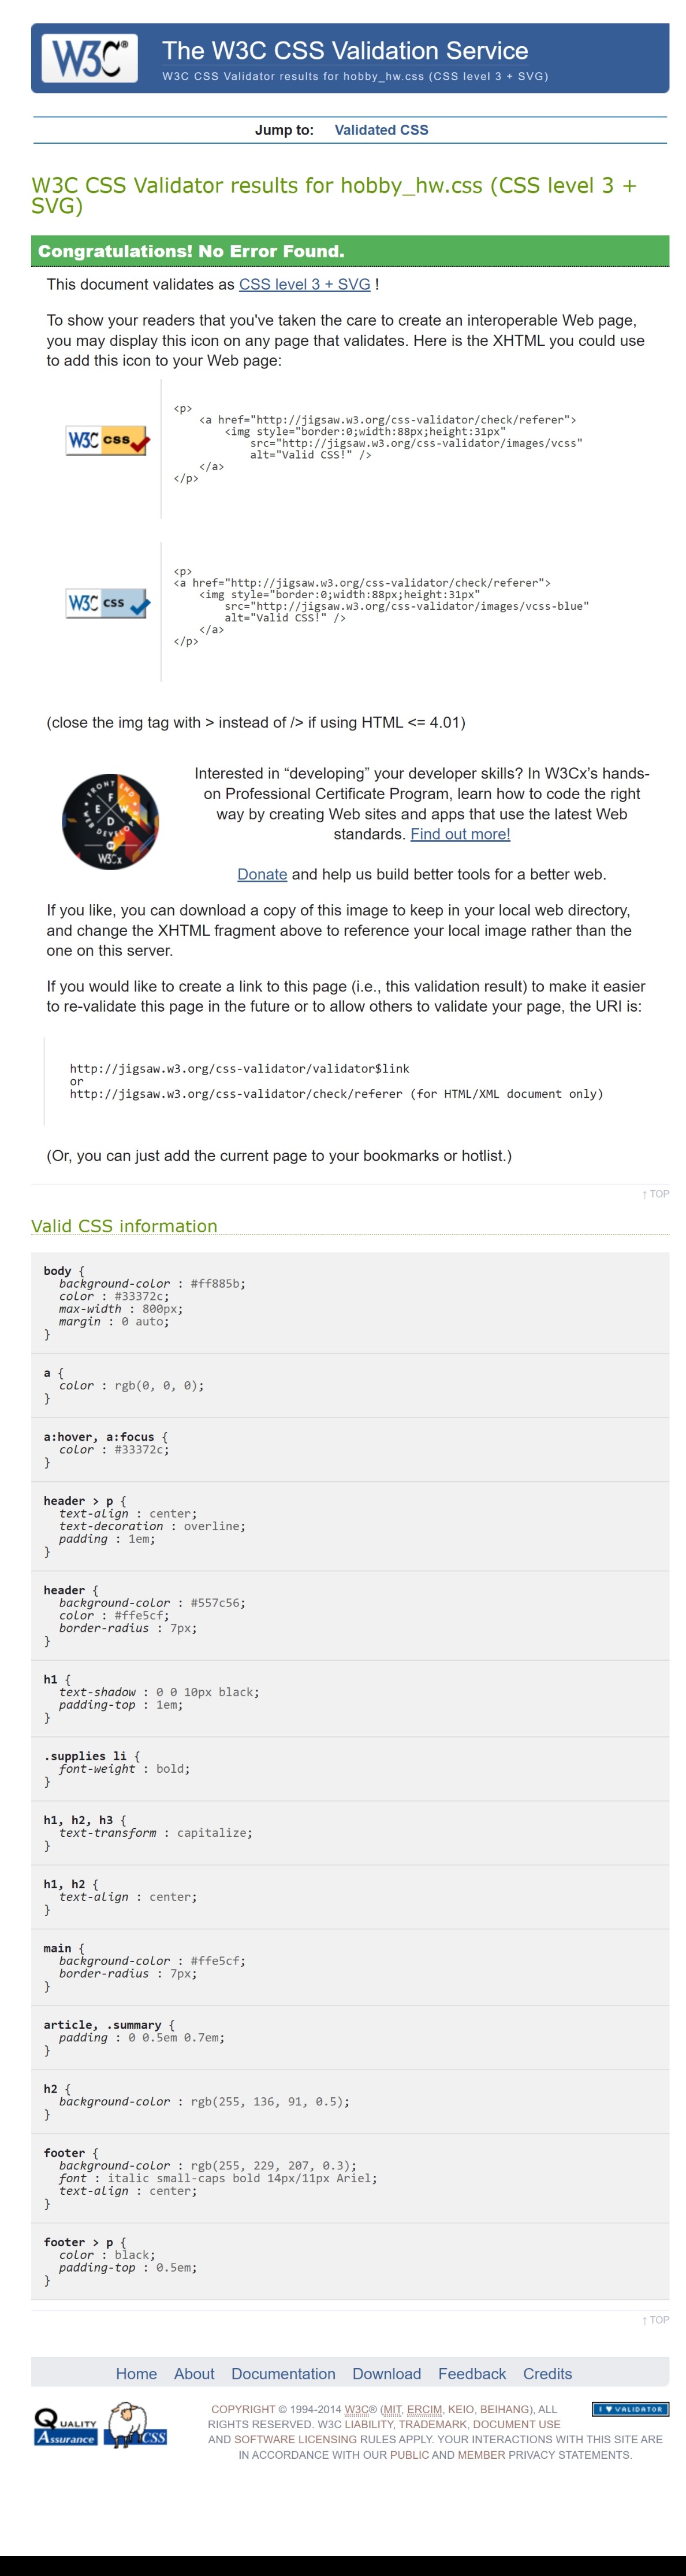 W3C®
The W3C CSS Validation Service
W3C CSS Validator results for hobby_hw.css (CSS level 3 + SVG)
Jump to: Validated CSS
W3C CSS Validator results for hobby_hw.css (CSS level 3 +
SVG)
Congratulations! No Error Found.
This document validates as CSS level 3 + SVG !
To show your readers that you've taken the care to create an interoperable Web page,
you may display this icon on any page that validates. Here is the XHTML you could use
to add this icon to your Web page:
W3C css
<p>
<a href="http://jigsaw.w3.org/css-validator/check/referer">
<img style="border:0;width:88px;height:31px"
src="http://jigsaw.w3.org/css-validator/images/vcss"
alt="Valid CSS!" />
</a>
</p>
W3C css
<p>
<a href="http://jigsaw.w3.org/css-validator/check/referer">
<img style="border:0;width:88px;height:31px"
src="http://jigsaw.w3.org/css-validator/images/vcss-blue"
alt="Valid CSS!" />
</a>
</p>
(close the img tag with > instead of /> if using HTML <= 4.01)
FRONT END
F
E W
D
WEB DEVELOPER
BY
W3Cx
Interested in “developing” your developer skills? In W3Cx’s hands-
on Professional Certificate Program, learn how to code the right
way by creating Web sites and apps that use the latest Web
standards. Find out more!
Donate and help us build better tools for a better web.
If you like, you can download a copy of this image to keep in your local web directory,
and change the XHTML fragment above to reference your local image rather than the
one on this server.
If you would like to create a link to this page (i.e., this validation result) to make it easier
to re-validate this page in the future or to allow others to validate your page, the URI is:
http://jigsaw.w3.org/css-validator/validator$link
or
http://jigsaw.w3.org/css-validator/check/referer (for HTML/XML document only)
(Or, you can just add the current page to your bookmarks or hotlist.)
↑ TOP
Valid CSS information
body {
background-color : #ff885b;
color : #33372c;
max-width : 800px;
margin : 0 auto;
}
a {
color : rgb(0, 0, 0);
}
a:hover, a:focus {
color : #33372c;
}
header > p {
text-align : center;
text-decoration : overline;
padding : 1em;
}
header {
background-color : #557c56;
color : #ffe5cf;
border-radius : 7px;
}
h1 {
text-shadow : 0 0 10px black;
padding-top : 1em;
}
.supplies li {
font-weight : bold;
}
h1, h2, h3 {
text-transform : capitalize;
}
h1, h2 {
text-align : center;
}
main {
background-color : #ffe5cf;
border-radius : 7px;
}
article, .summary {
padding : 0 0.5em 0.7em;
}
h2 {
background-color : rgb(255, 136, 91, 0.5);
}
footer {
background-color : rgb(255, 229, 207, 0.3);
font : italic small-caps bold 14px/11px Ariel;
text-align : center;
}
footer > p {
color : black;
padding-top : 0.5em;
}
↑ TOP
Home About Documentation Download Feedback Credits
QUALITY
Assurance
CSS
COPYRIGHT © 1994-2014 W3C® (MIT, ERCIM, KEIO, BEIHANG), ALL
I ♥ VALIDATOR
RIGHTS RESERVED. W3C LIABILITY, TRADEMARK, DOCUMENT USE
AND SOFTWARE LICENSING RULES APPLY. YOUR INTERACTIONS WITH THIS SITE ARE
IN ACCORDANCE WITH OUR PUBLIC AND MEMBER PRIVACY STATEMENTS.